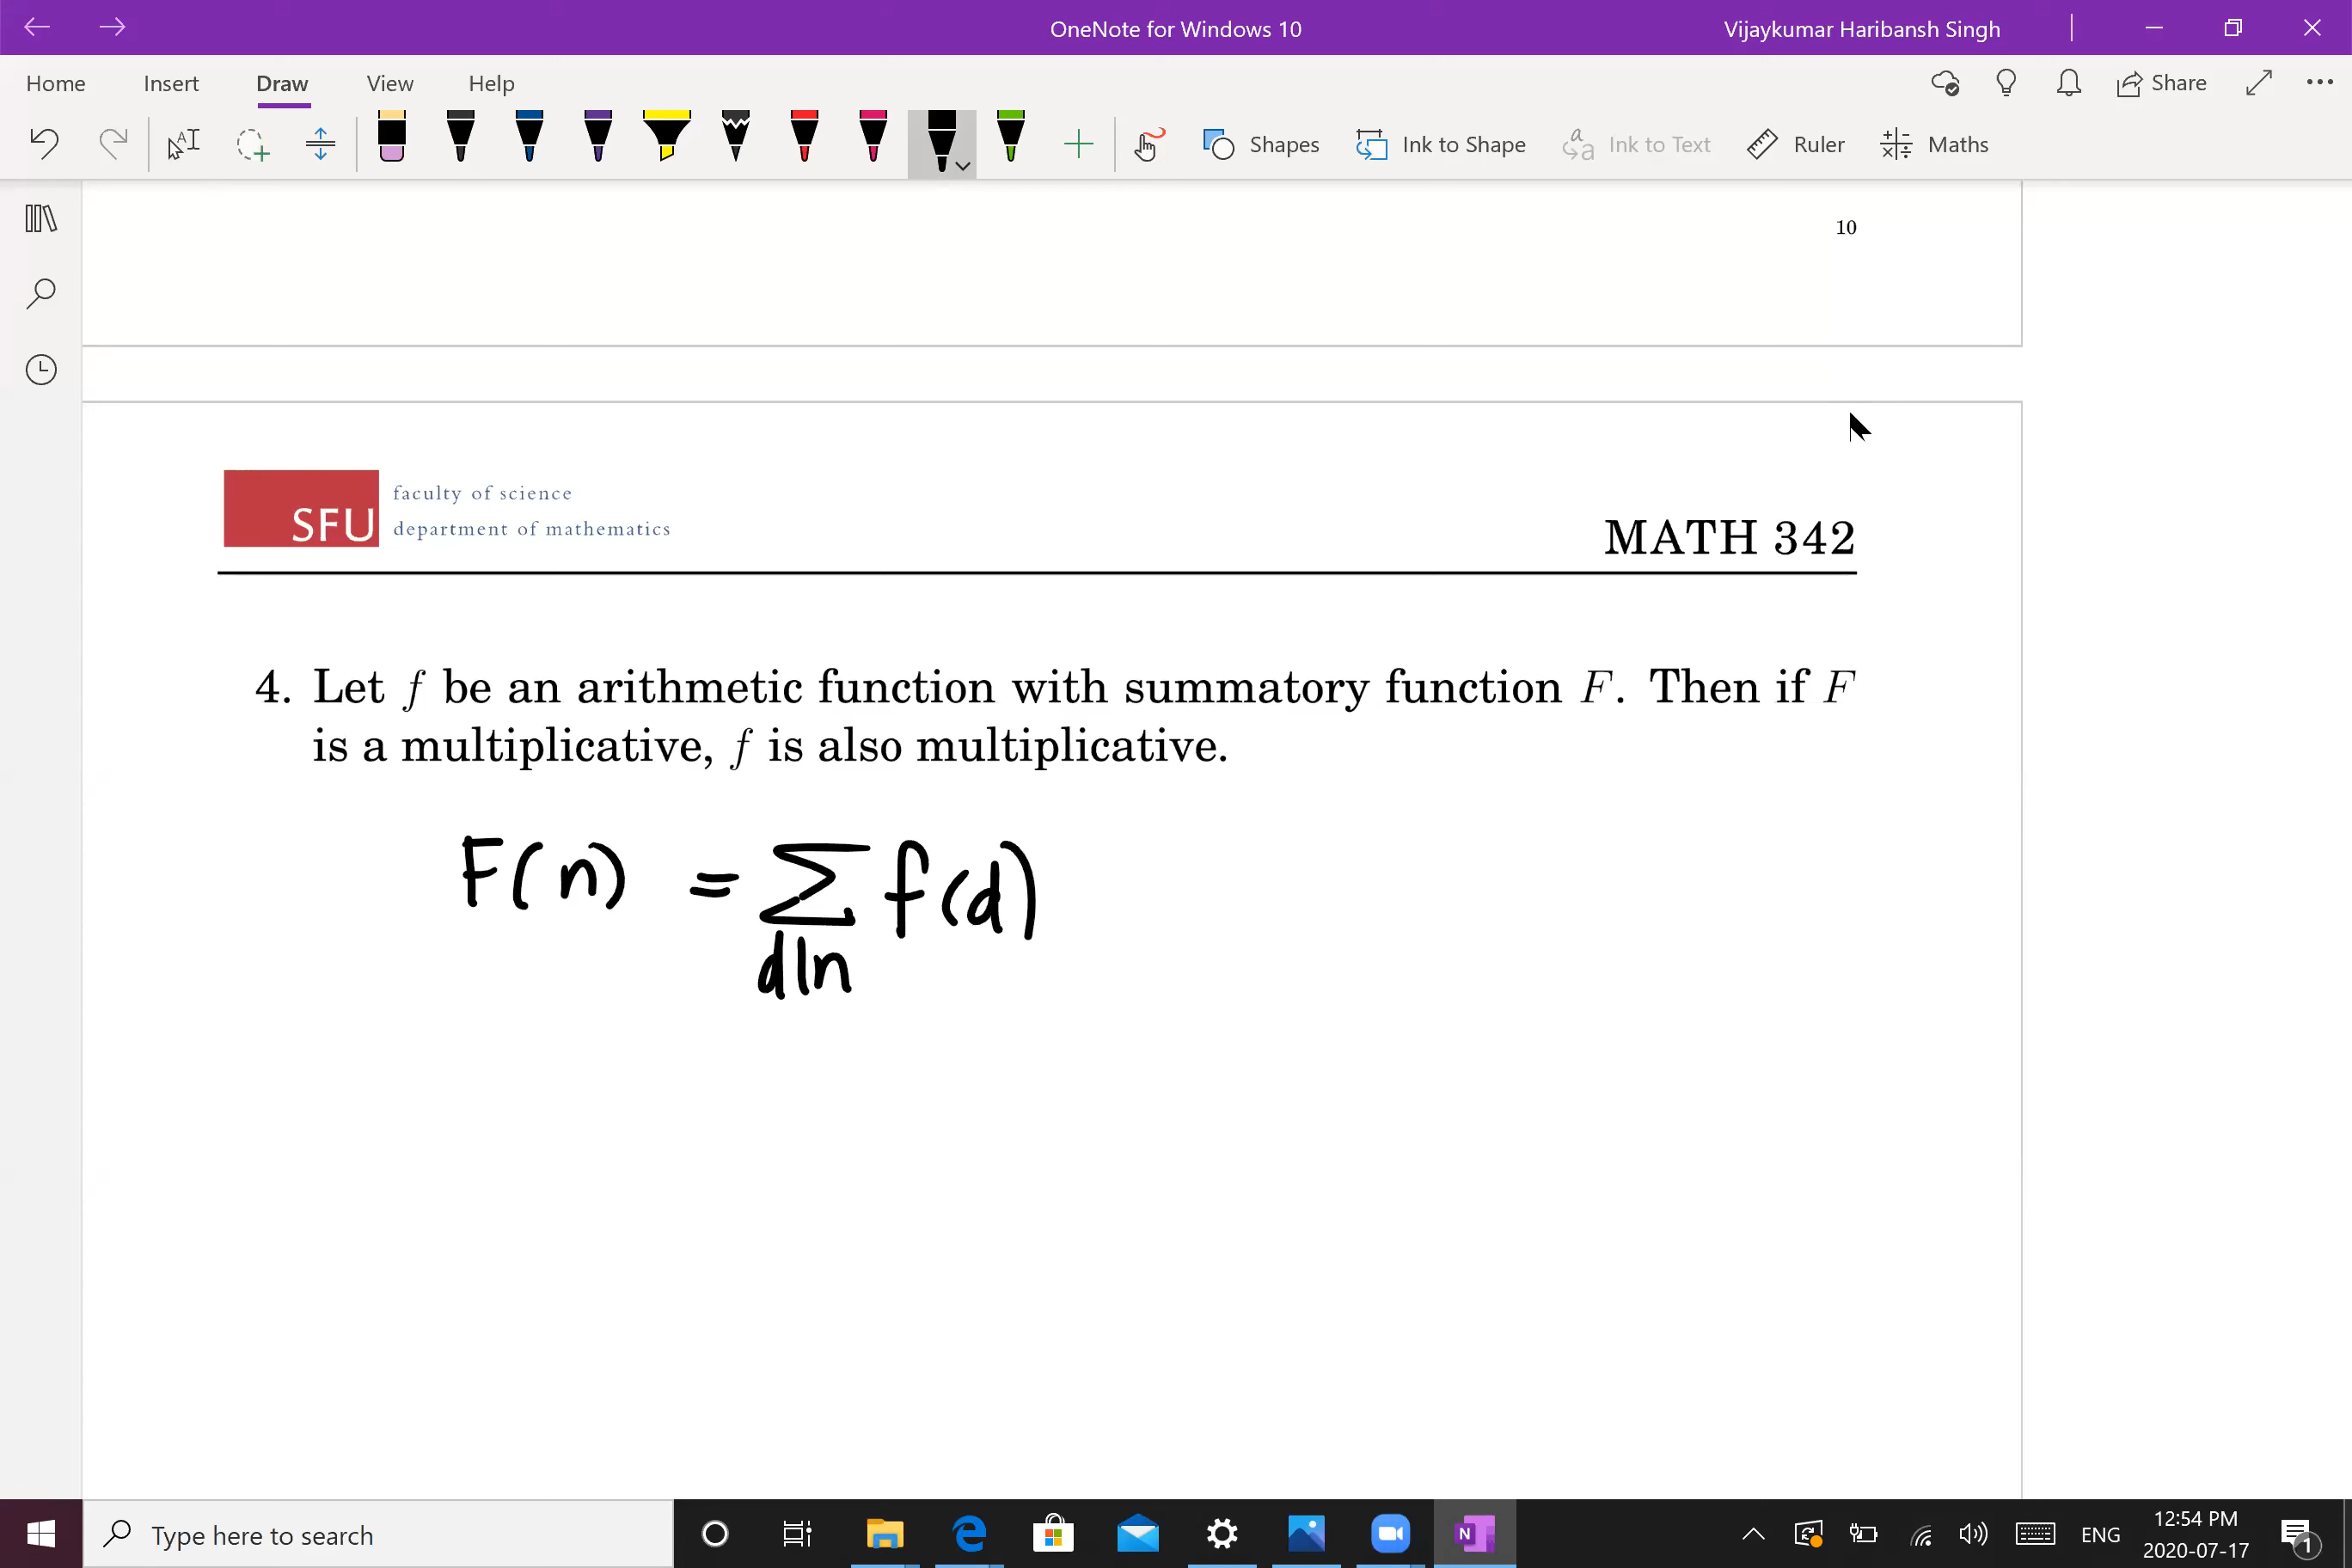 OneNote for Windows 10
Vijaykumar Haribansh Singh
Home Insert Draw View Help
Share
Shapes Ink to Shape Ink to Text Ruler Maths
10
SFU
faculty of science
department of mathematics
MATH 342
4. Let f be an arithmetic function with summatory function F. Then if F
is a multiplicative, f is also multiplicative.
F(n) = ∑ f(d)
d|n
Type here to search
ENG
12:54 PM
2020-07-17
1